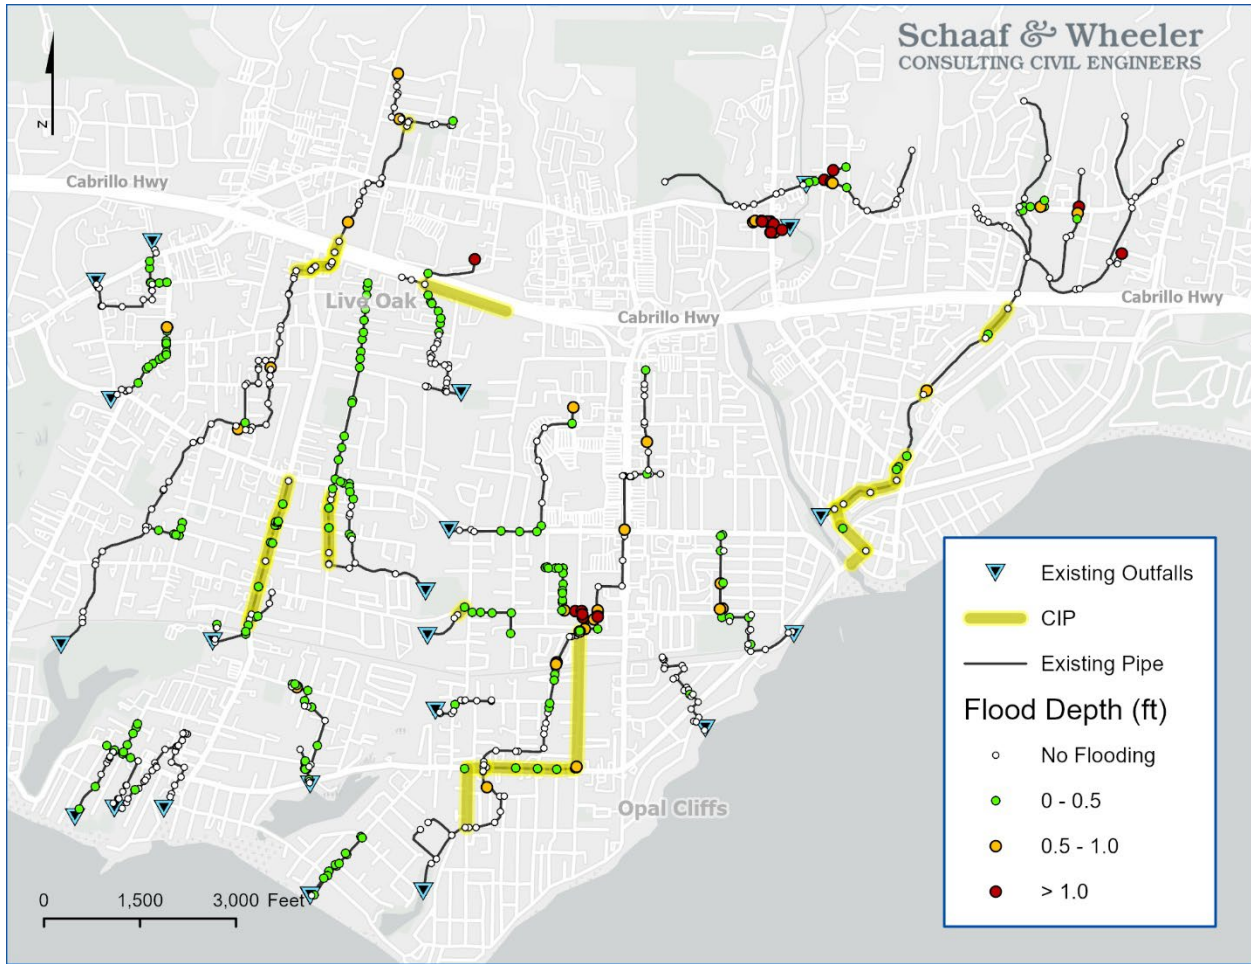 Schaaf & Wheeler
CONSULTING CIVIL ENGINEERS
N
Cabrillo Hwy
Live Oak
Cabrillo Hwy
Cabrillo Hwy
Opal Cliffs
Existing Outfalls
CIP
Existing Pipe
Flood Depth (ft)
No Flooding
0 - 0.5
0.5 - 1.0
> 1.0
0 1,500 3,000 Feet